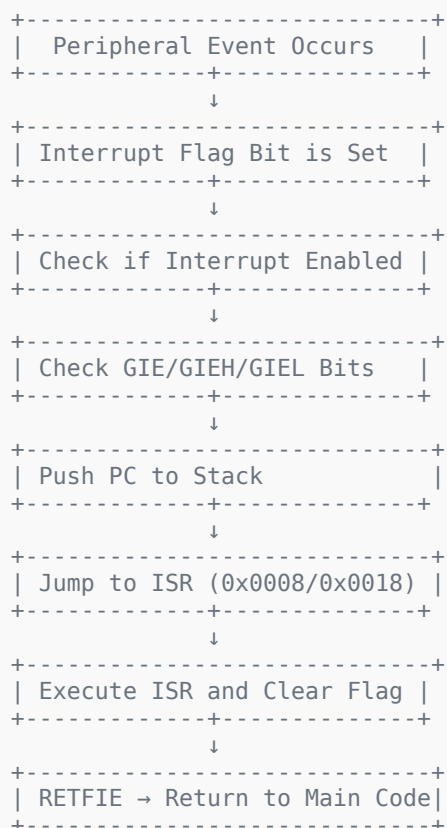 Peripheral Event Occurs
↓
Interrupt Flag Bit is Set
↓
Check if Interrupt Enabled
↓
Check GIE/GIEH/GIEL Bits
↓
Push PC to Stack
↓
Jump to ISR (0x0008/0x0018)
↓
Execute ISR and Clear Flag
↓
RETFIE → Return to Main Code